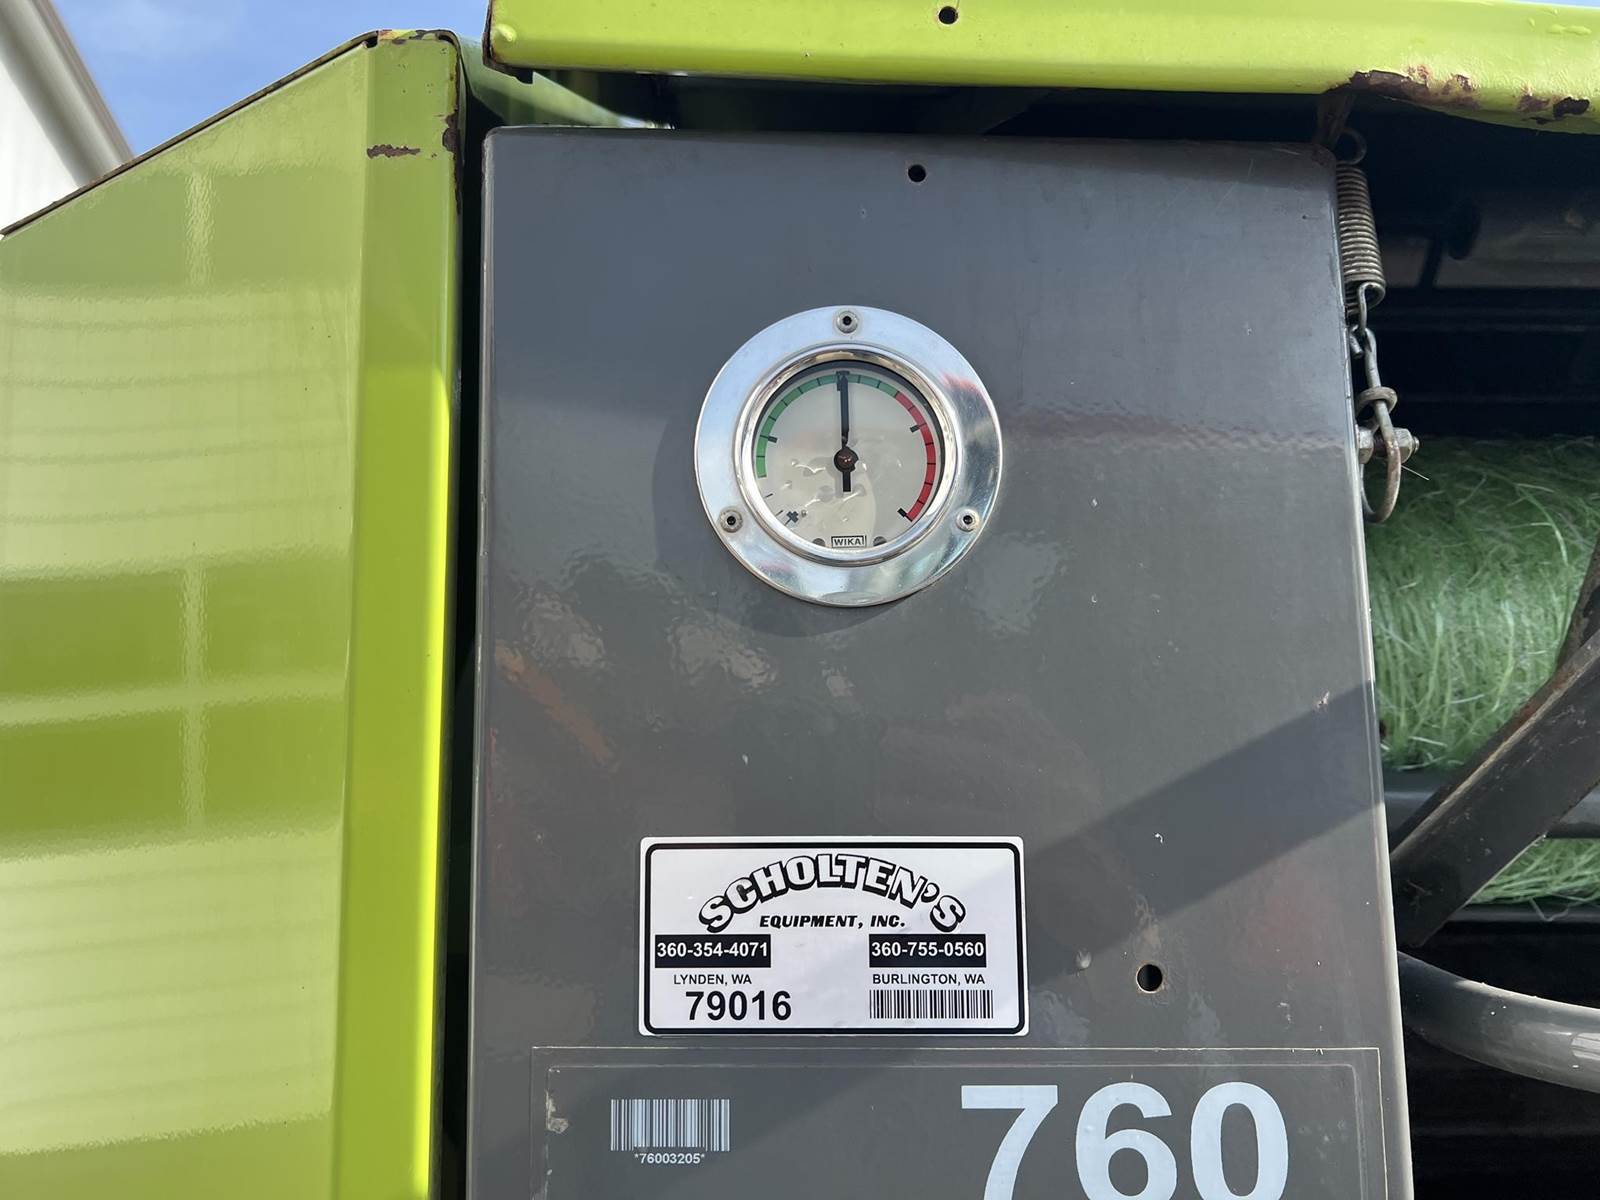 WIKA
SCHOLTEN'S
EQUIPMENT, INC.
360-354-4071 360-755-0560
LYNDEN, WA BURLINGTON, WA
79016
760
*76003205*